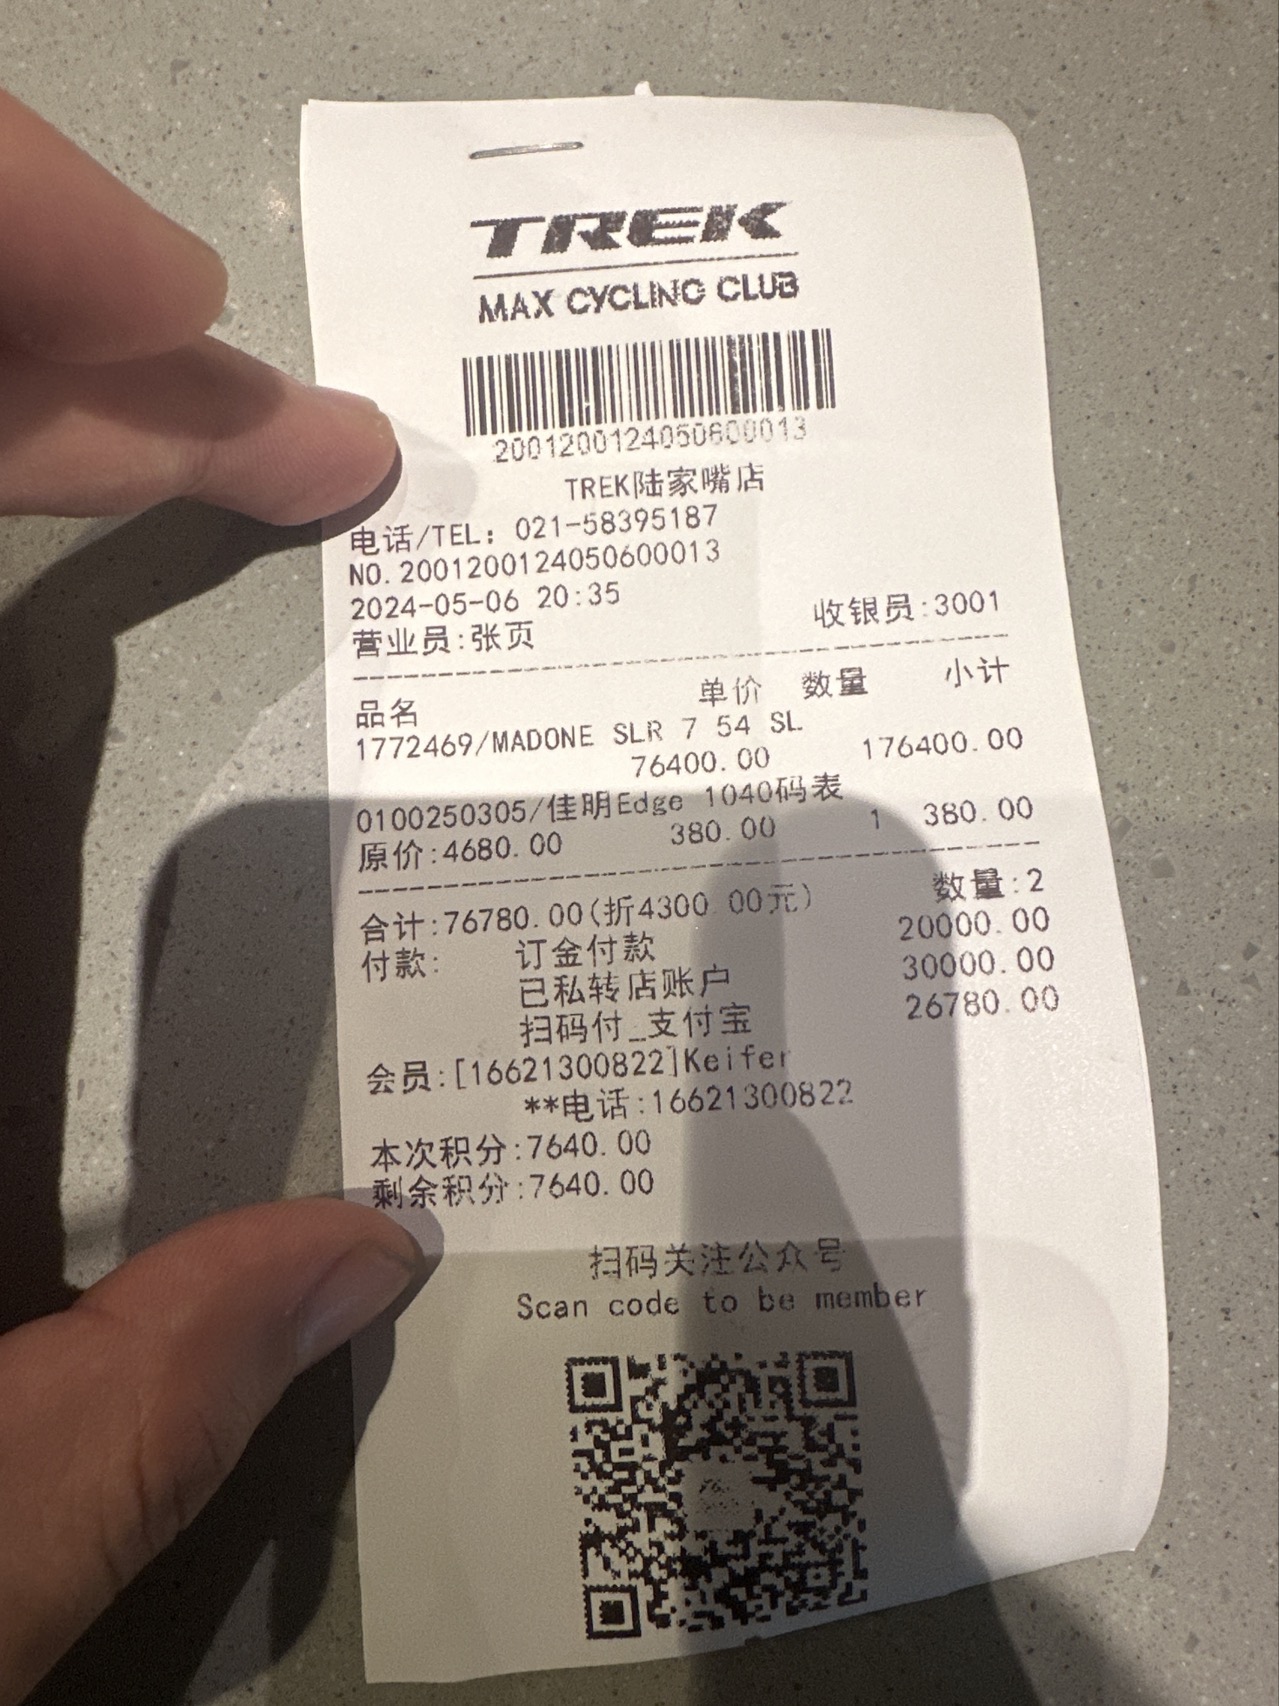 TREK
MAX CYCLING CLUB
2001200124050600013
TREK陆家嘴店
电话/TEL: 021-58395187
NO.2001200124050600013
2024-05-06 20:35
营业员:张页 收银员:3001
品名 单价 数量 小计
1772469/MADONE SLR 7 54 SL
76400.00 176400.00
0100250305/佳明Edge 1040码表
原价:4680.00 380.00 1 380.00
合计:76780.00(折4300.00元) 数量:2
付款: 订金付款 20000.00
已私转店账户 30000.00
扫码付_支付宝 26780.00
会员:[16621300822]Keifer
**电话:16621300822
本次积分:7640.00
剩余积分:7640.00
扫码关注公众号
Scan code to be member